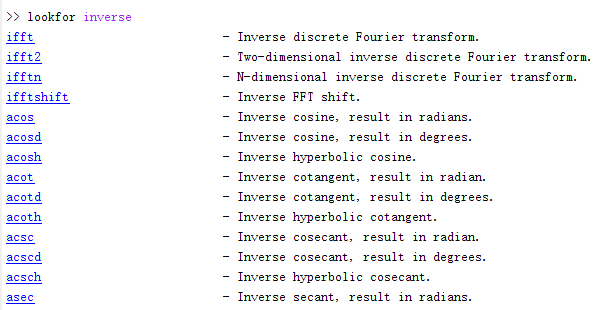 >> lookfor inverse
ifft - Inverse discrete Fourier transform.
ifft2 - Two-dimensional inverse discrete Fourier transform.
ifftn - N-dimensional inverse discrete Fourier transform.
ifftshift - Inverse FFT shift.
acos - Inverse cosine, result in radians.
acosd - Inverse cosine, result in degrees.
acosh - Inverse hyperbolic cosine.
acot - Inverse cotangent, result in radian.
acotd - Inverse cotangent, result in degrees.
acoth - Inverse hyperbolic cotangent.
acsc - Inverse cosecant, result in radian.
acscd - Inverse cosecant, result in degrees.
acsch - Inverse hyperbolic cosecant.
asec - Inverse secant, result in radians.